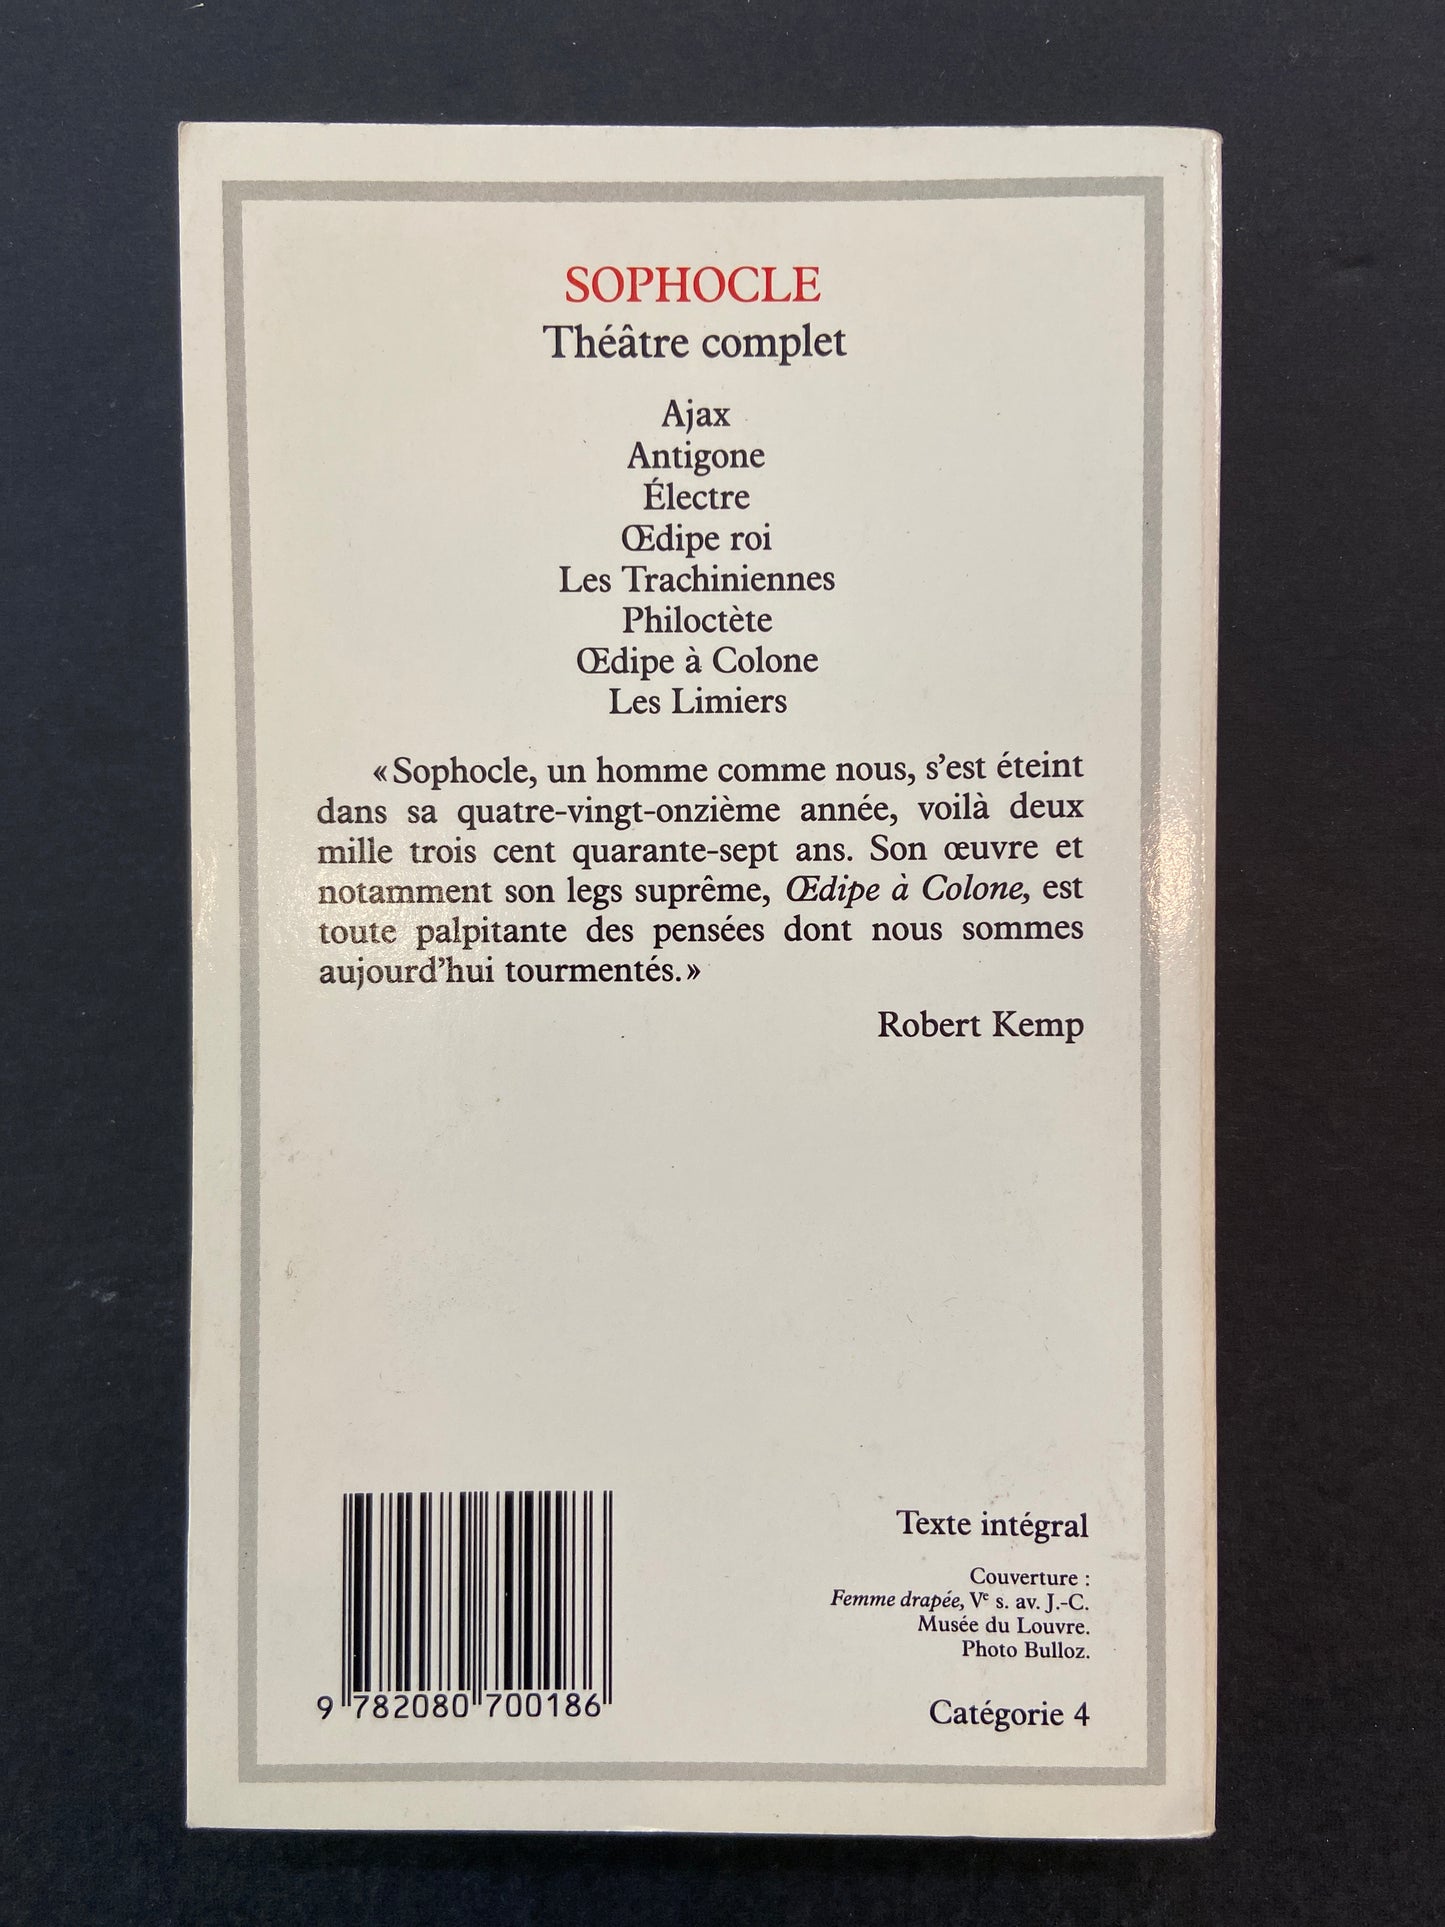 SOPHOCLE
Théâtre complet
Ajax
Antigone
Électre
Œdipe roi
Les Trachiniennes
Philoctète
Œdipe à Colone
Les Limiers
« Sophocle, un homme comme nous, s'est éteint
dans sa quatre-vingt-onzième année, voilà deux
mille trois cent quarante-sept ans. Son œuvre et
notamment son legs suprême, Œdipe à Colone, est
toute palpitante des pensées dont nous sommes
aujourd'hui tourmentés. »
Robert Kemp
Texte intégral
Couverture :
Femme drapée, Ve s. av. J.-C.
Musée du Louvre.
Photo Bulloz.
9 782080 700186
Catégorie 4